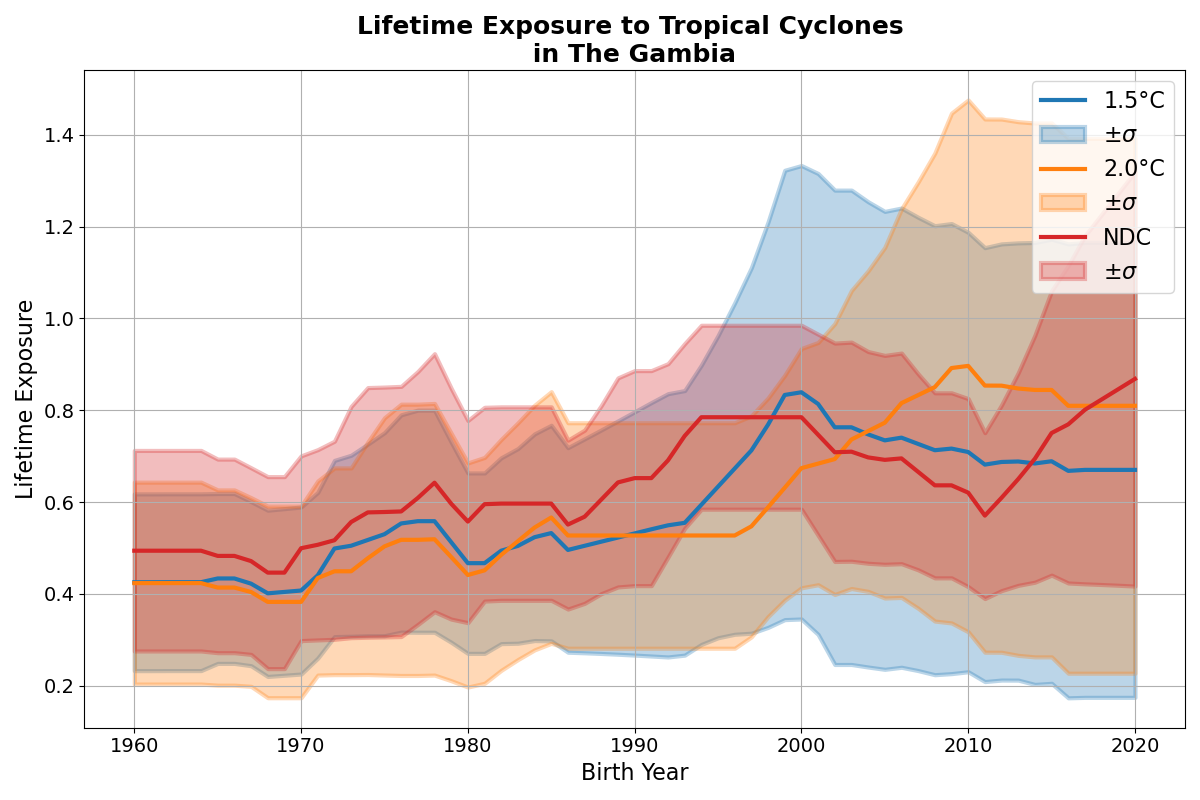 Lifetime Exposure to Tropical Cyclones
in The Gambia
1.5°C
±σ
2.0°C
±σ
NDC
±σ
Lifetime Exposure
1.4
1.2
1.0
0.8
0.6
0.4
0.2
1960 1970 1980 1990 2000 2010 2020
Birth Year